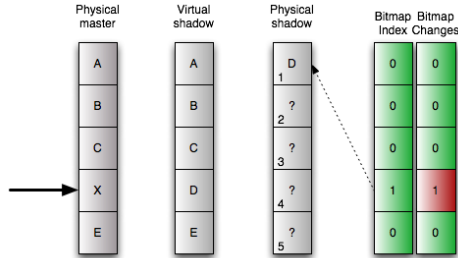 Physical master Virtual shadow Physical shadow Bitmap Index Bitmap Changes
A A D 1 0 0
B B ? 2 0 0
C C ? 3 0 0
X D ? 4 1 1
E E ? 5 0 0